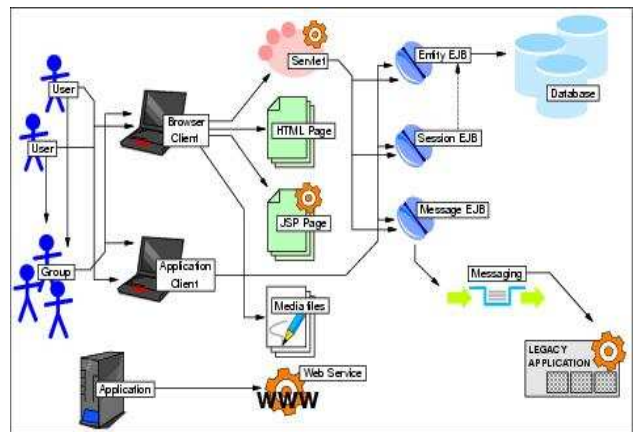 User
User
Group
Browser
Client
Application
Client
Application
Servlet
HTML Page
JSP Page
Media files
Web Service
WWW
Entity EJB
Session EJB
Message EJB
Database
Messaging
LEGACY
APPLICATION